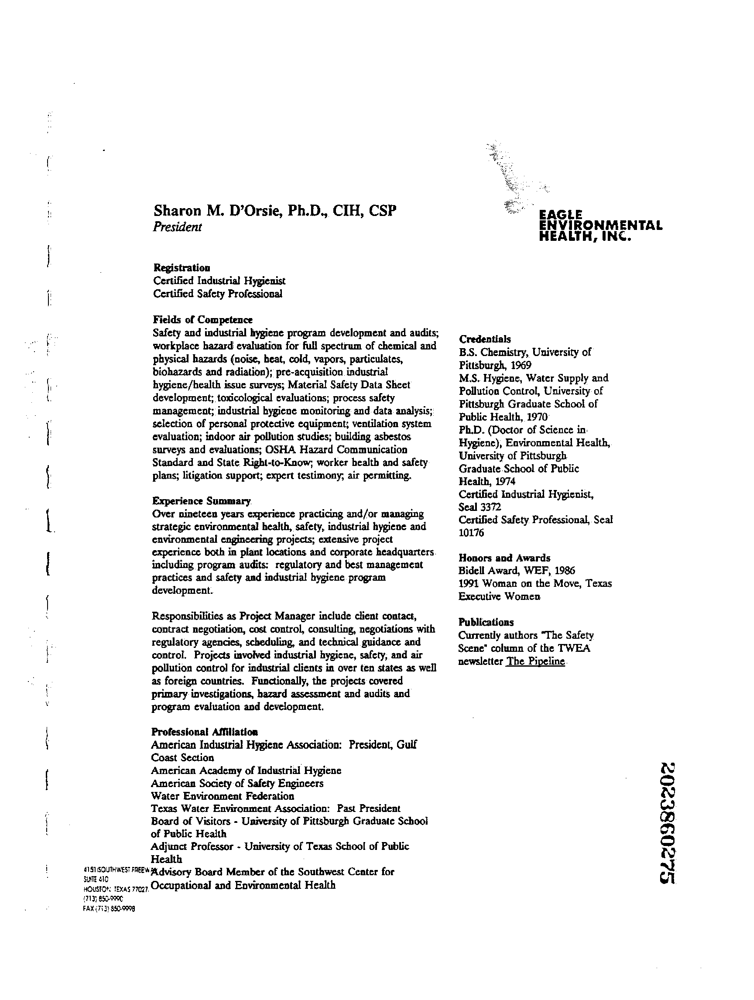 Sharon M. D'Orsie, Ph.D., CIH, CSP
President
EAGLE
ENVIRONMENTAL
HEALTH, INC.
Registration
Certified Industrial Hygienist
Certified Safety Professional
Fields of Competence
Safety and industrial hygiene program development and audits;
workplace hazard evaluation for full spectrum of chemical and
physical hazards (noise, heat, cold, vapors, particulates,
biohazards and radiation); pre-acquisition industrial
hygiene/health issue surveys; Material Safety Data Sheet
development; toxicological evaluations; process safety
management; industrial hygiene monitoring and data analysis;
selection of personal protective equipment; ventilation system
evaluation; indoor air pollution studies; building asbestos
surveys and evaluations; OSHA Hazard Communication
Standard and State Right-to-Know; worker health and safety
plans; litigation support; expert testimony; air permitting.
Experience Summary
Over nineteen years experience practicing and/or managing
strategic environmental health, safety, industrial hygiene and
environmental engineering projects; extensive project
experience both in plant locations and corporate headquarters
including program audits: regulatory and best management
practices and safety and industrial hygiene program
development.
Responsibilities as Project Manager include client contact,
contract negotiation, cost control, consulting, negotiations with
regulatory agencies, scheduling, and technical guidance and
control. Projects involved industrial hygiene, safety, and air
pollution control for industrial clients in over ten states as well
as foreign countries. Functionally, the projects covered
primary investigations, hazard assessment and audits and
program evaluation and development.
Professional Affiliation
American Industrial Hygiene Association: President, Gulf
Coast Section
American Academy of Industrial Hygiene
American Society of Safety Engineers
Water Environment Federation
Texas Water Environment Association: Past President
Board of Visitors - University of Pittsburgh Graduate School
of Public Health
Adjunct Professor - University of Texas School of Public
Health
Advisory Board Member of the Southwest Center for
Occupational and Environmental Health
Credentials
B.S. Chemistry, University of
Pittsburgh, 1969
M.S. Hygiene, Water Supply and
Pollution Control, University of
Pittsburgh Graduate School of
Public Health, 1970
Ph.D. (Doctor of Science in
Hygiene), Environmental Health,
University of Pittsburgh
Graduate School of Public
Health, 1974
Certified Industrial Hygienist,
Seal 3372
Certified Safety Professional, Seal
10176
Honors and Awards
Bidell Award, WEF, 1986
1991 Woman on the Move, Texas
Executive Women
Publications
Currently authors "The Safety
Scene" column of the TWEA
newsletter The Pipeline
4151 SOUTHWEST FREEW
SUITE 410
HOUSTON, TEXAS 77027
(713) 850-9990
FAX (713) 850-9998
2023860275